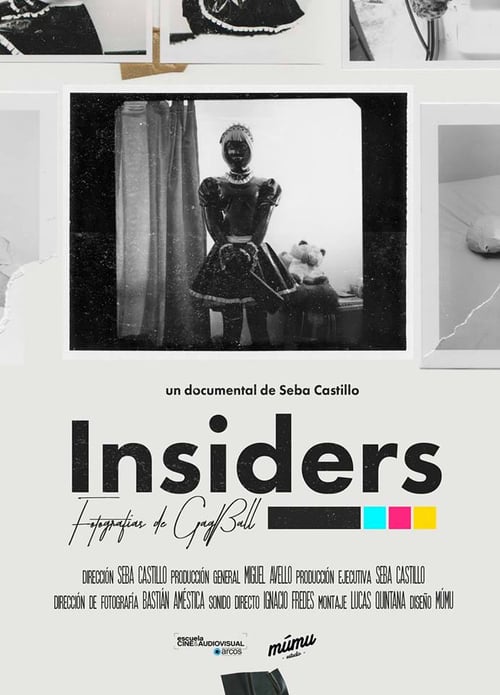 un documental de Seba Castillo
Insiders
Fotografías de GagBall
DIRECCIÓN SEBA CASTILLO PRODUCCIÓN GENERAL MIGUEL AVELLO PRODUCCIÓN EJECUTIVA SEBA CASTILLO
DIRECCIÓN DE FOTOGRAFÍA BASTIÁN AMÉSTICA SONIDO DIRECTO IGNACIO FREDES MONTAJE LUCAS QUINTANA DISEÑO MÚMU
escuela
CINE & AUDIOVISUAL
arcos
múmu
- estudio -